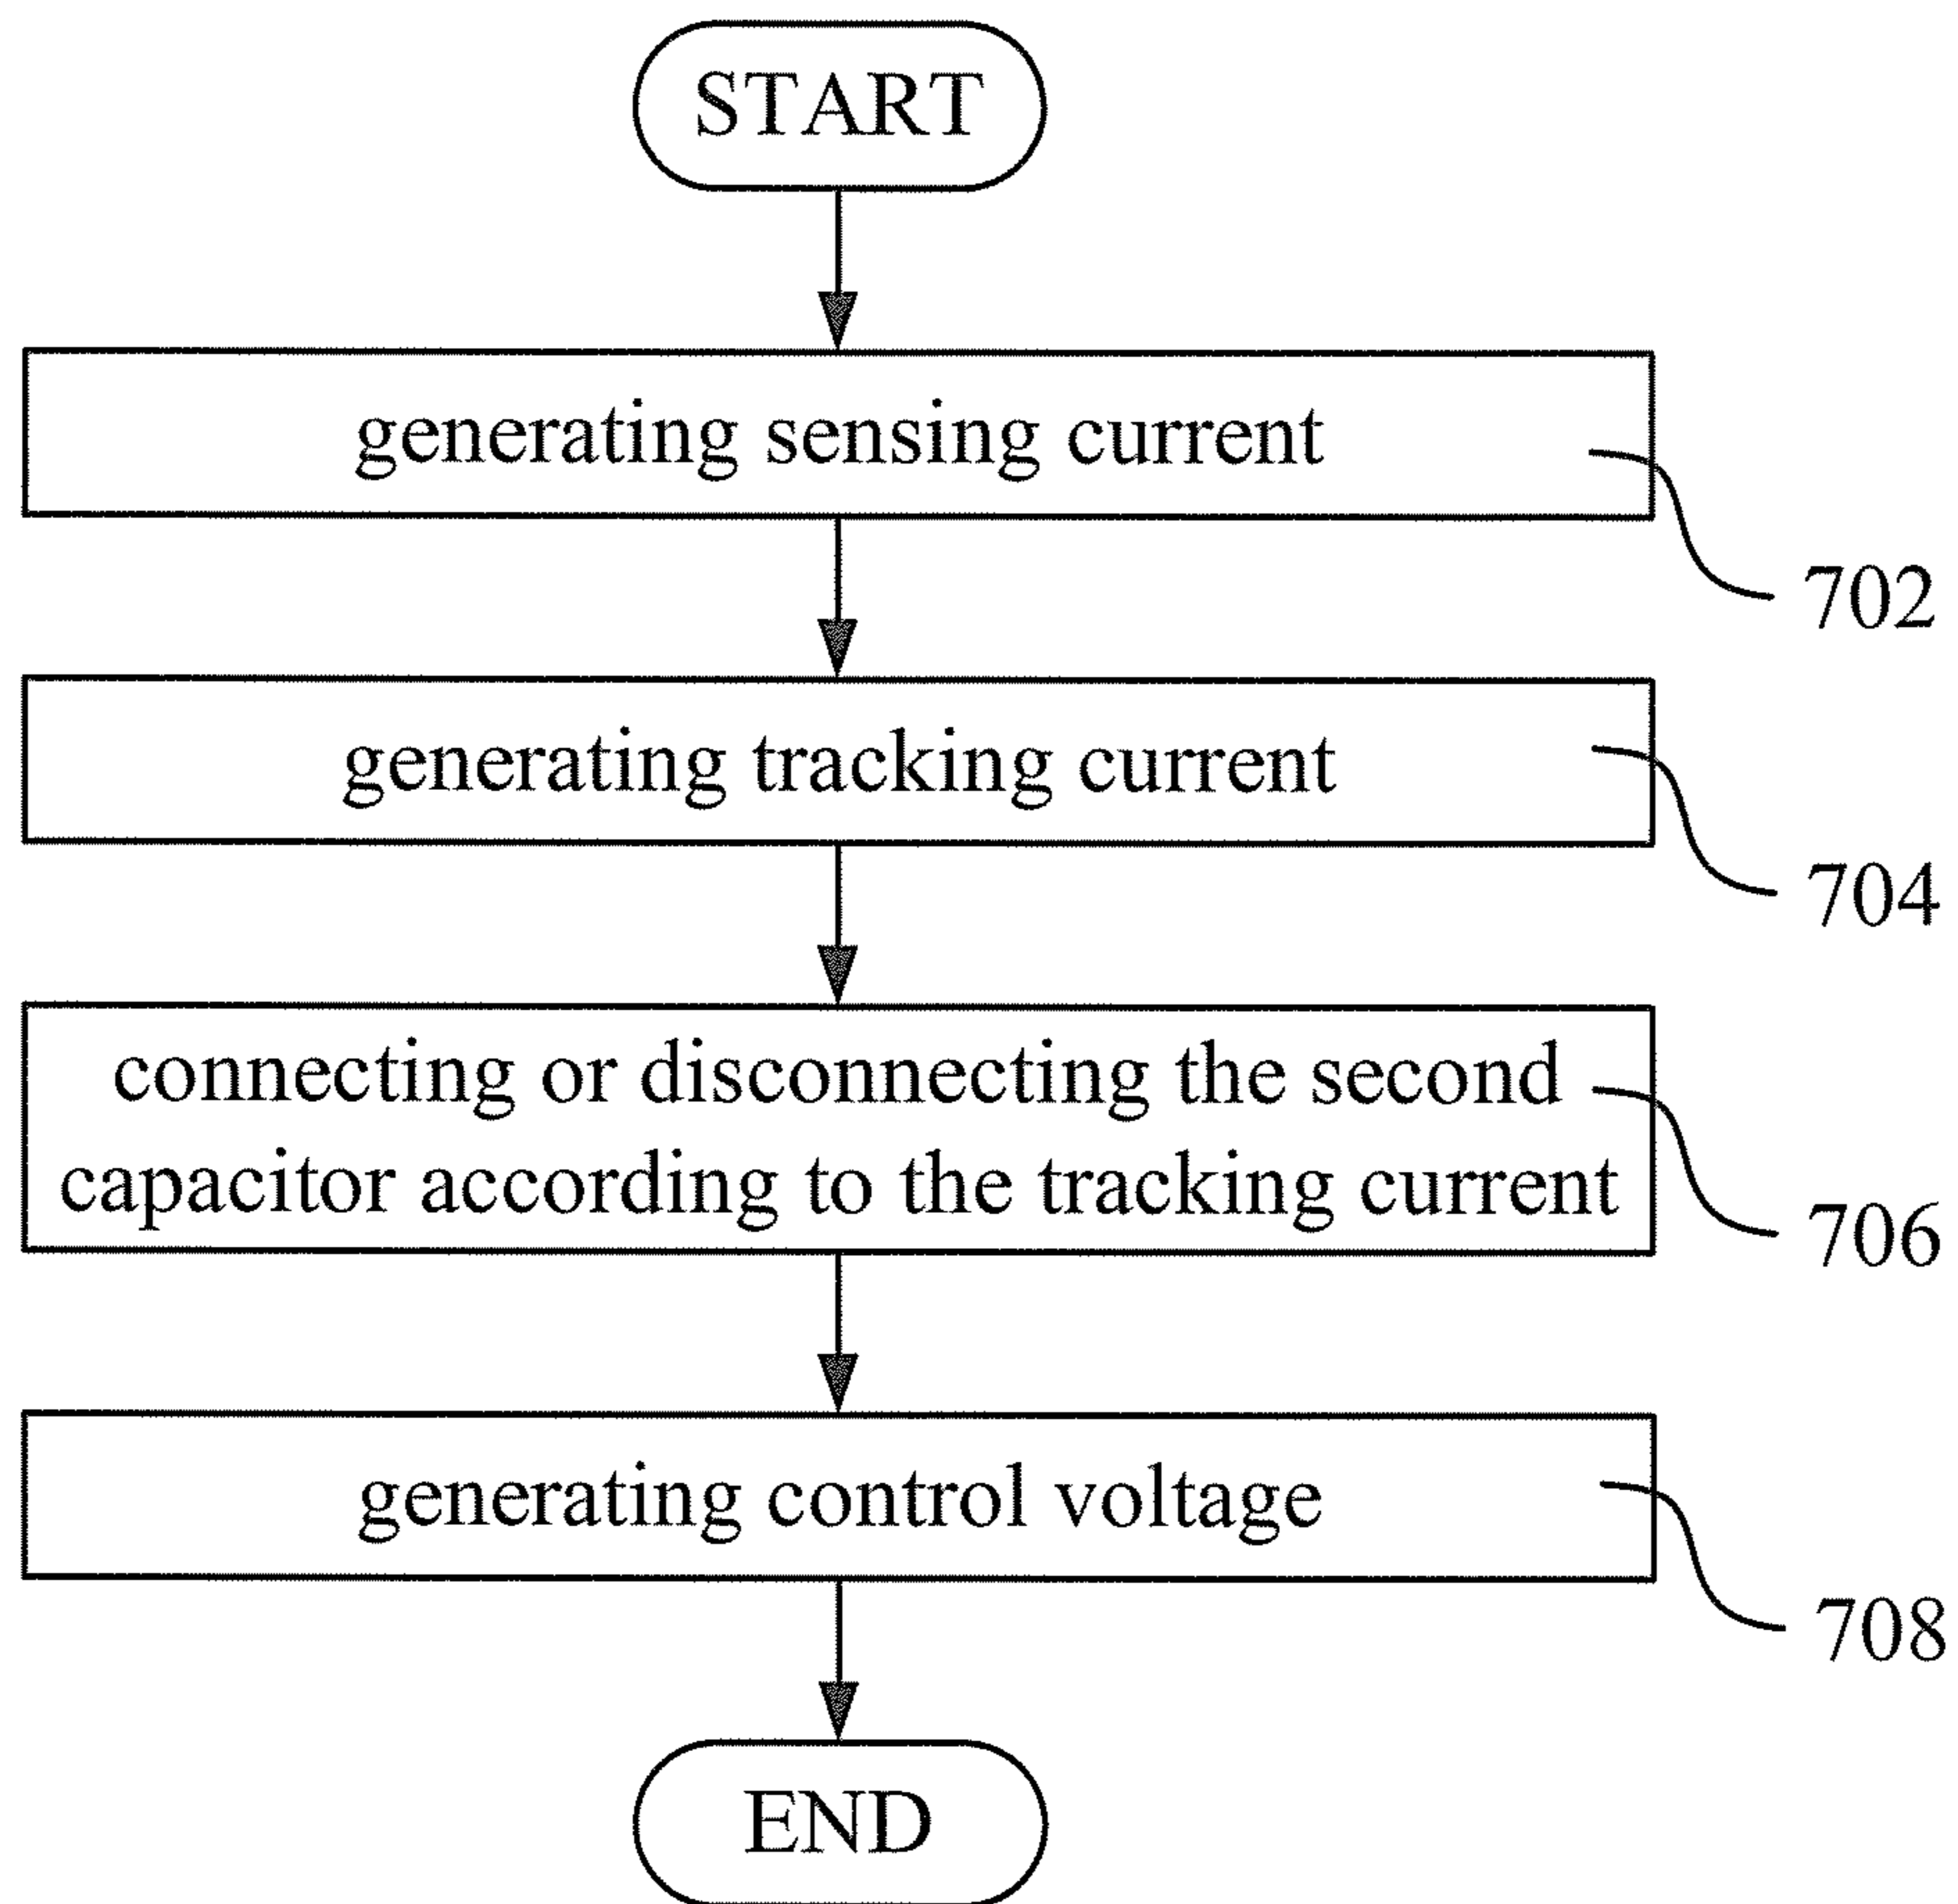 START
generating sensing current
702
generating tracking current
704
connecting or disconnecting the second
capacitor according to the tracking current
706
generating control voltage
708
END